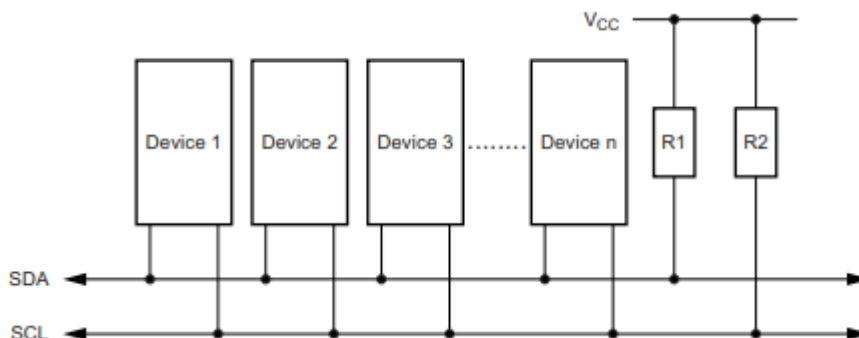 VCC
Device 1 Device 2 Device 3 ........ Device n R1 R2
SDA
SCL